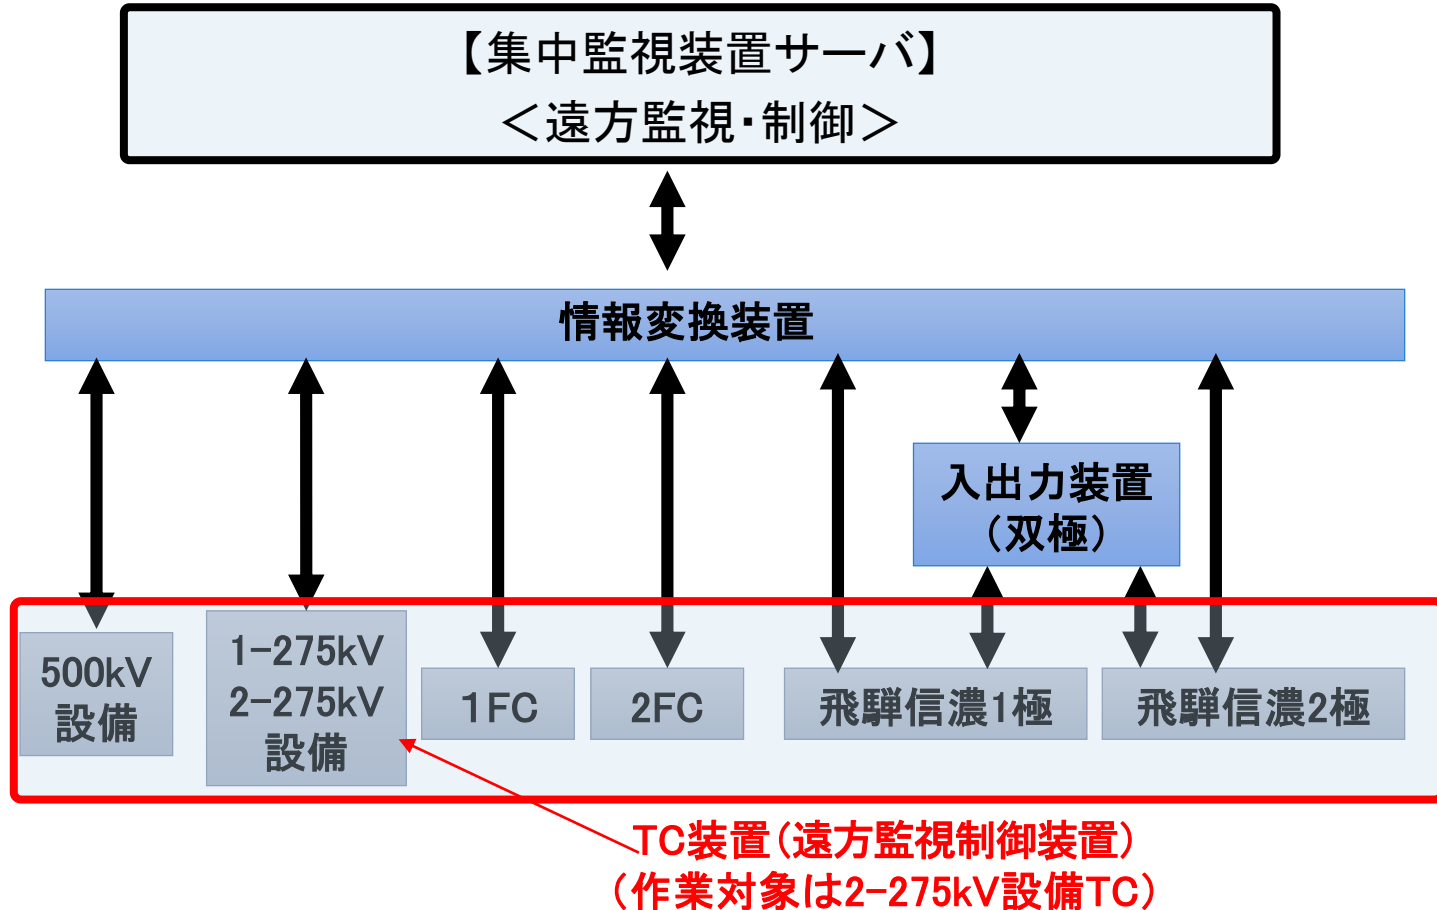 【集中監視装置サーバ】
＜遠方監視・制御＞
情報変換装置
入出力装置
（双極）
500kV
設備
1-275kV
2-275kV
設備
1FC
2FC
飛騨信濃1極
飛騨信濃2極
TC装置（遠方監視制御装置）
（作業対象は2-275kV設備TC）